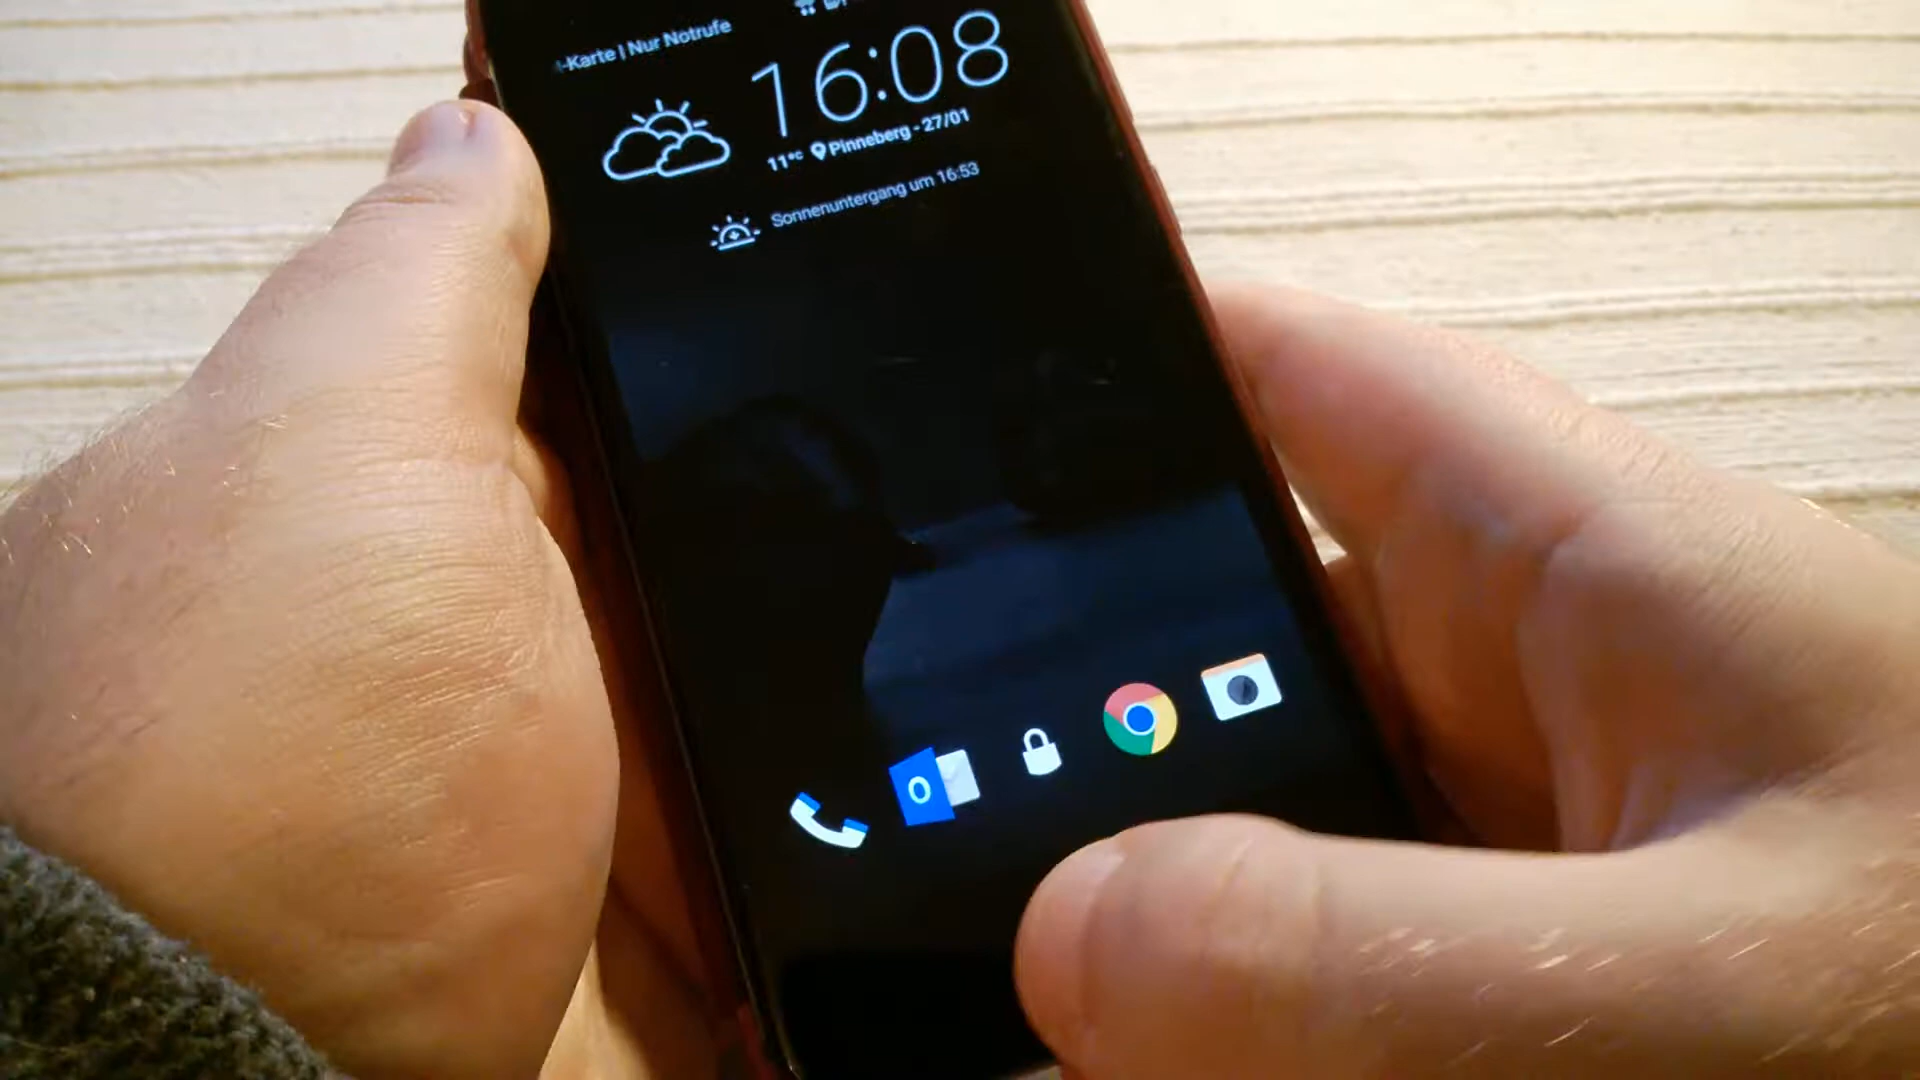 -Karte | Nur Notrufe
16:08
11°C Pinneberg - 27/01
Sonnenuntergang um 16:53
O